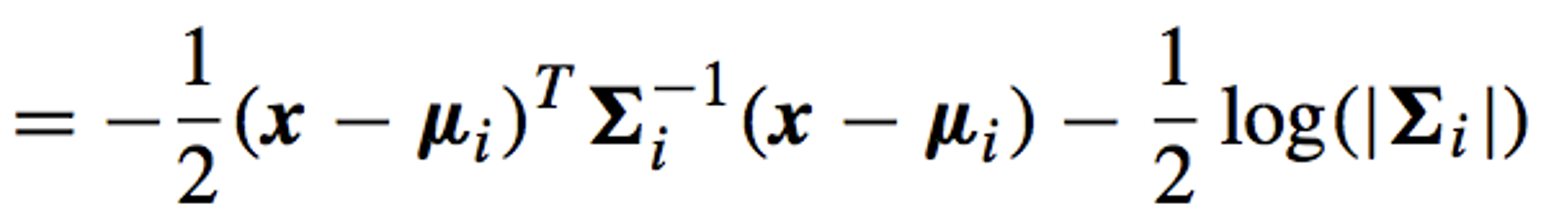 = −\frac{1}{2}(\boldsymbol{x} − \boldsymbol{\mu}_i)^T \boldsymbol{\Sigma}_i^{−1}(\boldsymbol{x} − \boldsymbol{\mu}_i) − \frac{1}{2} \log(|\boldsymbol{\Sigma}_i|)